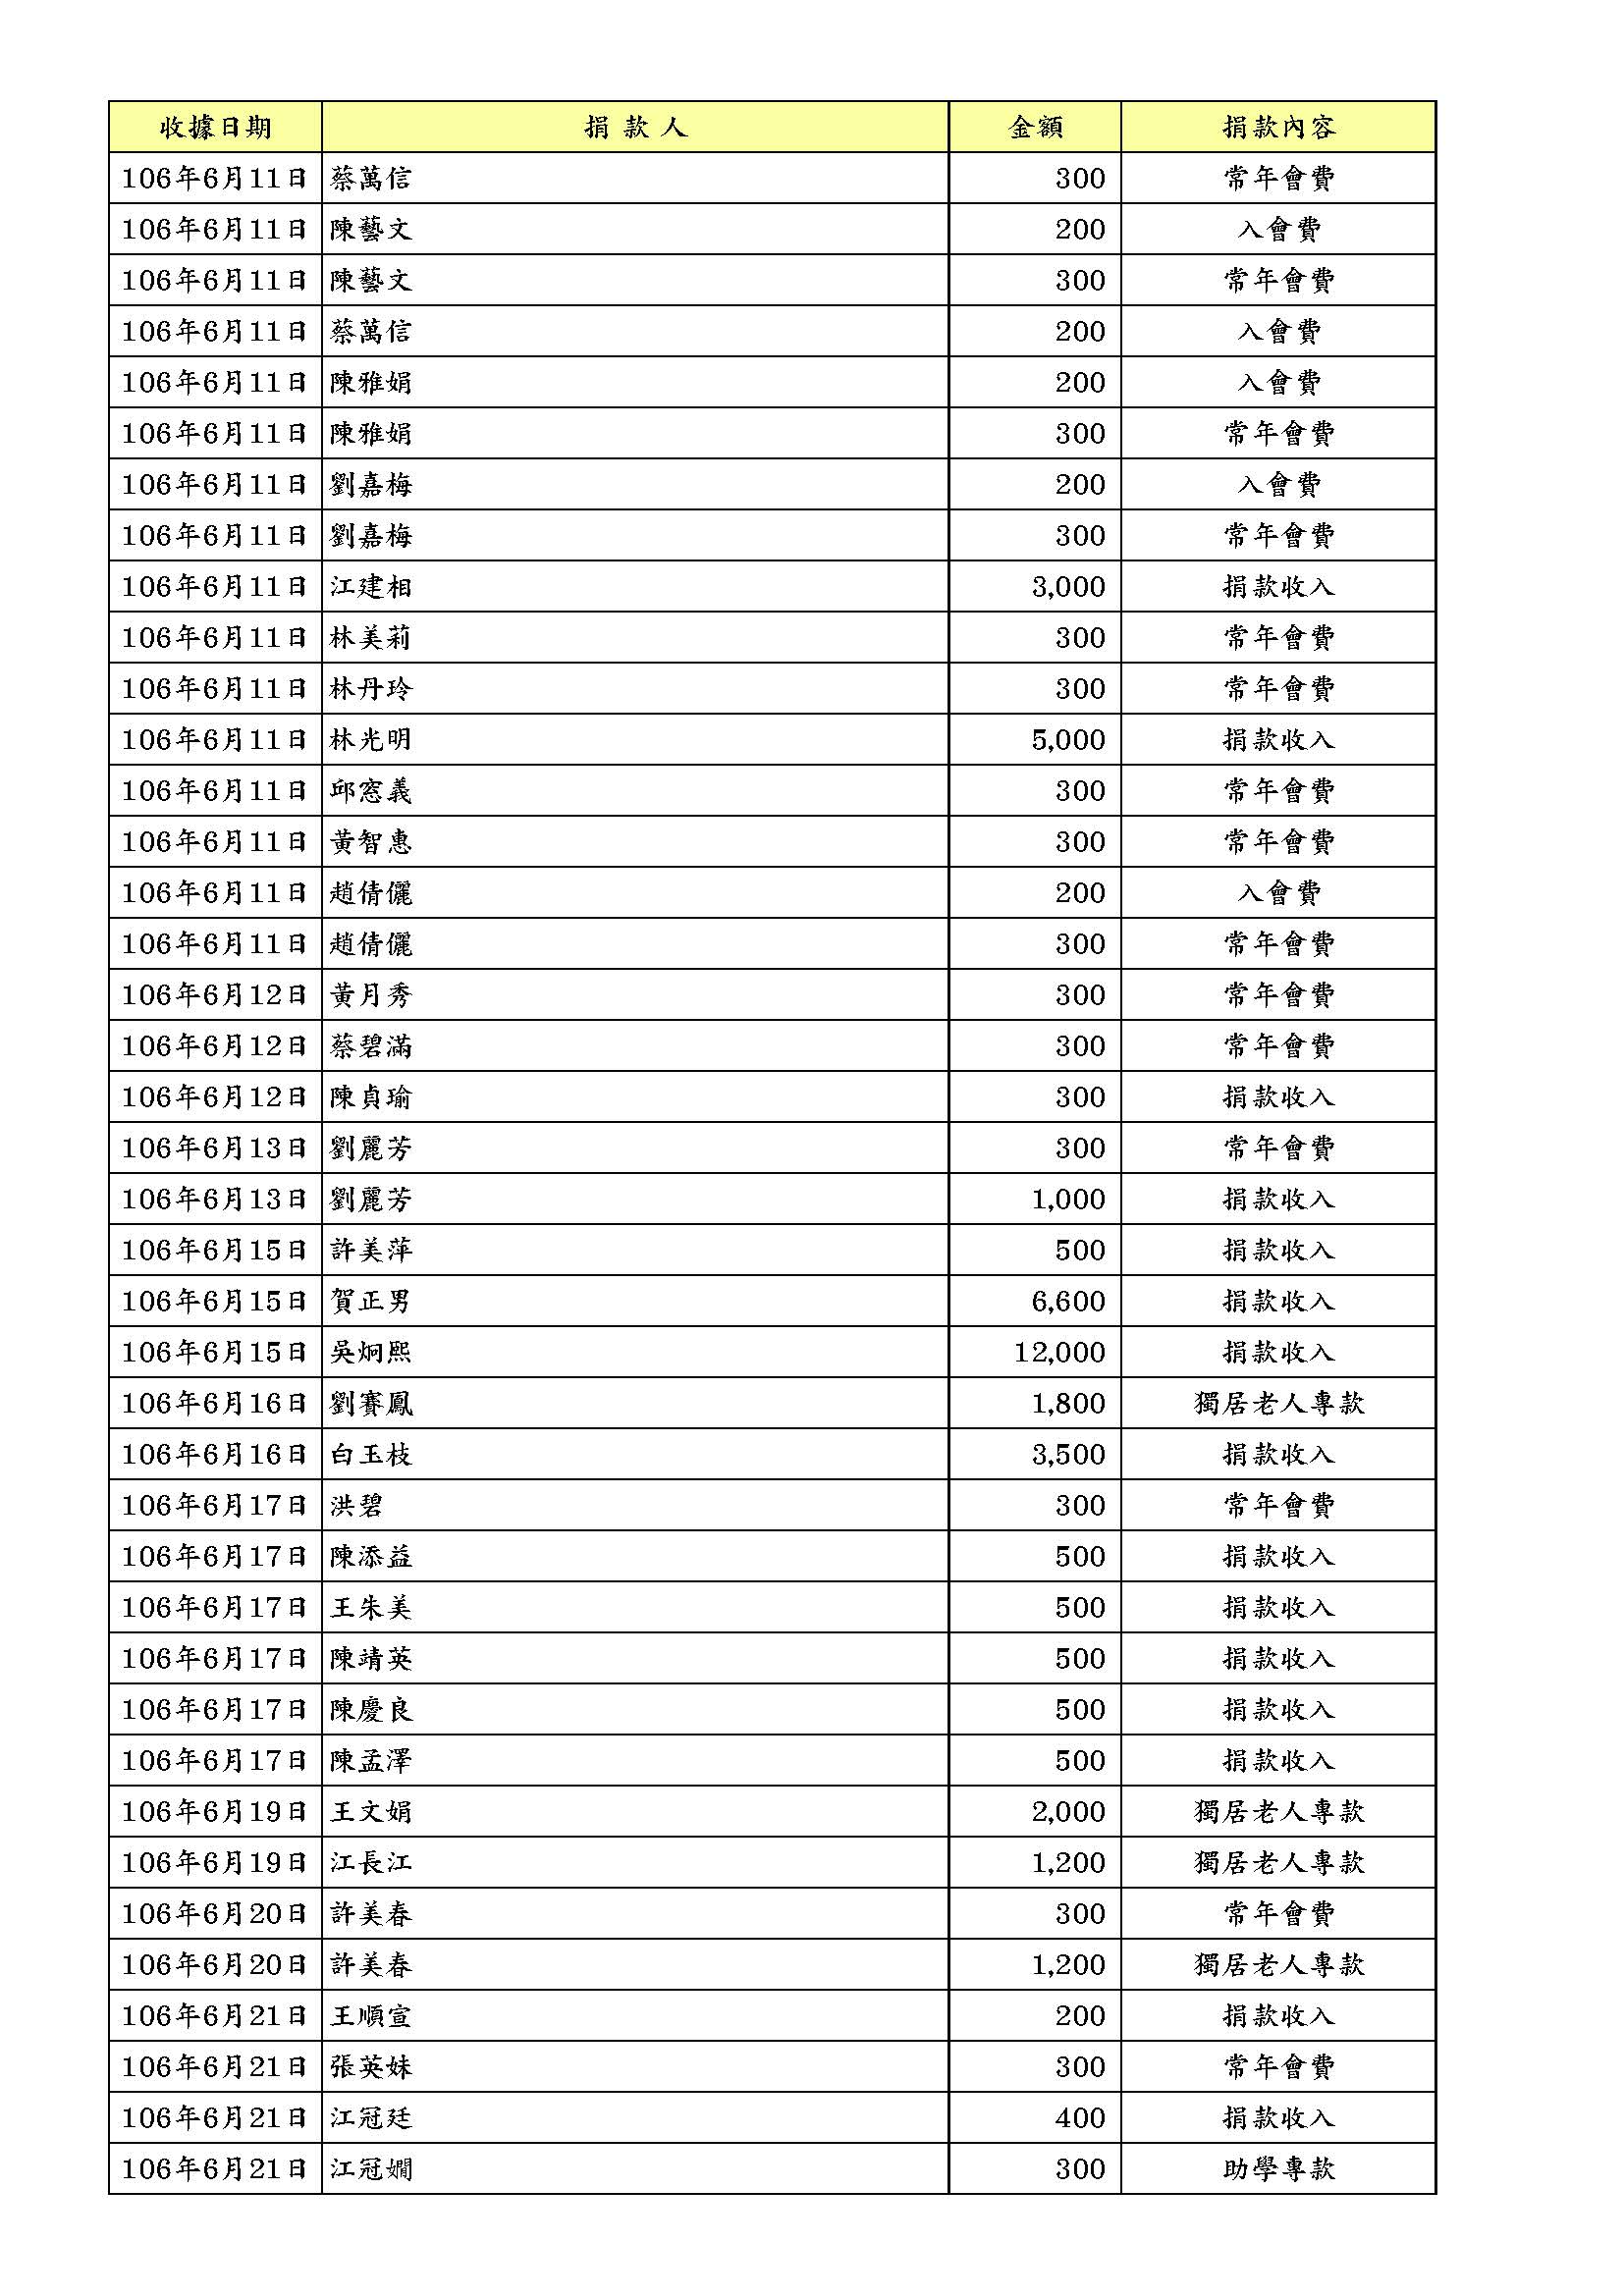 收據日期 捐 款 人 金額 捐款內容
106年6月11日 蔡萬信 300 常年會費
106年6月11日 陳藝文 200 入會費
106年6月11日 陳藝文 300 常年會費
106年6月11日 蔡萬信 200 入會費
106年6月11日 陳雅娟 200 入會費
106年6月11日 陳雅娟 300 常年會費
106年6月11日 劉嘉梅 200 入會費
106年6月11日 劉嘉梅 300 常年會費
106年6月11日 江建相 3,000 捐款收入
106年6月11日 林美莉 300 常年會費
106年6月11日 林丹玲 300 常年會費
106年6月11日 林光明 5,000 捐款收入
106年6月11日 邱窓義 300 常年會費
106年6月11日 黃智惠 300 常年會費
106年6月11日 趙倩儷 200 入會費
106年6月11日 趙倩儷 300 常年會費
106年6月12日 黃月秀 300 常年會費
106年6月12日 蔡碧滿 300 常年會費
106年6月12日 陳貞瑜 300 捐款收入
106年6月13日 劉麗芳 300 常年會費
106年6月13日 劉麗芳 1,000 捐款收入
106年6月15日 許美萍 500 捐款收入
106年6月15日 賀正男 6,600 捐款收入
106年6月15日 吳炯熙 12,000 捐款收入
106年6月16日 劉賽鳳 1,800 獨居老人專款
106年6月16日 白玉枝 3,500 捐款收入
106年6月17日 洪碧 300 常年會費
106年6月17日 陳添益 500 捐款收入
106年6月17日 王朱美 500 捐款收入
106年6月17日 陳靖英 500 捐款收入
106年6月17日 陳慶良 500 捐款收入
106年6月17日 陳孟澤 500 捐款收入
106年6月19日 王文娟 2,000 獨居老人專款
106年6月19日 江長江 1,200 獨居老人專款
106年6月20日 許美春 300 常年會費
106年6月20日 許美春 1,200 獨居老人專款
106年6月21日 王順宣 200 捐款收入
106年6月21日 張英妹 300 常年會費
106年6月21日 江冠廷 400 捐款收入
106年6月21日 江冠嫺 300 助學專款